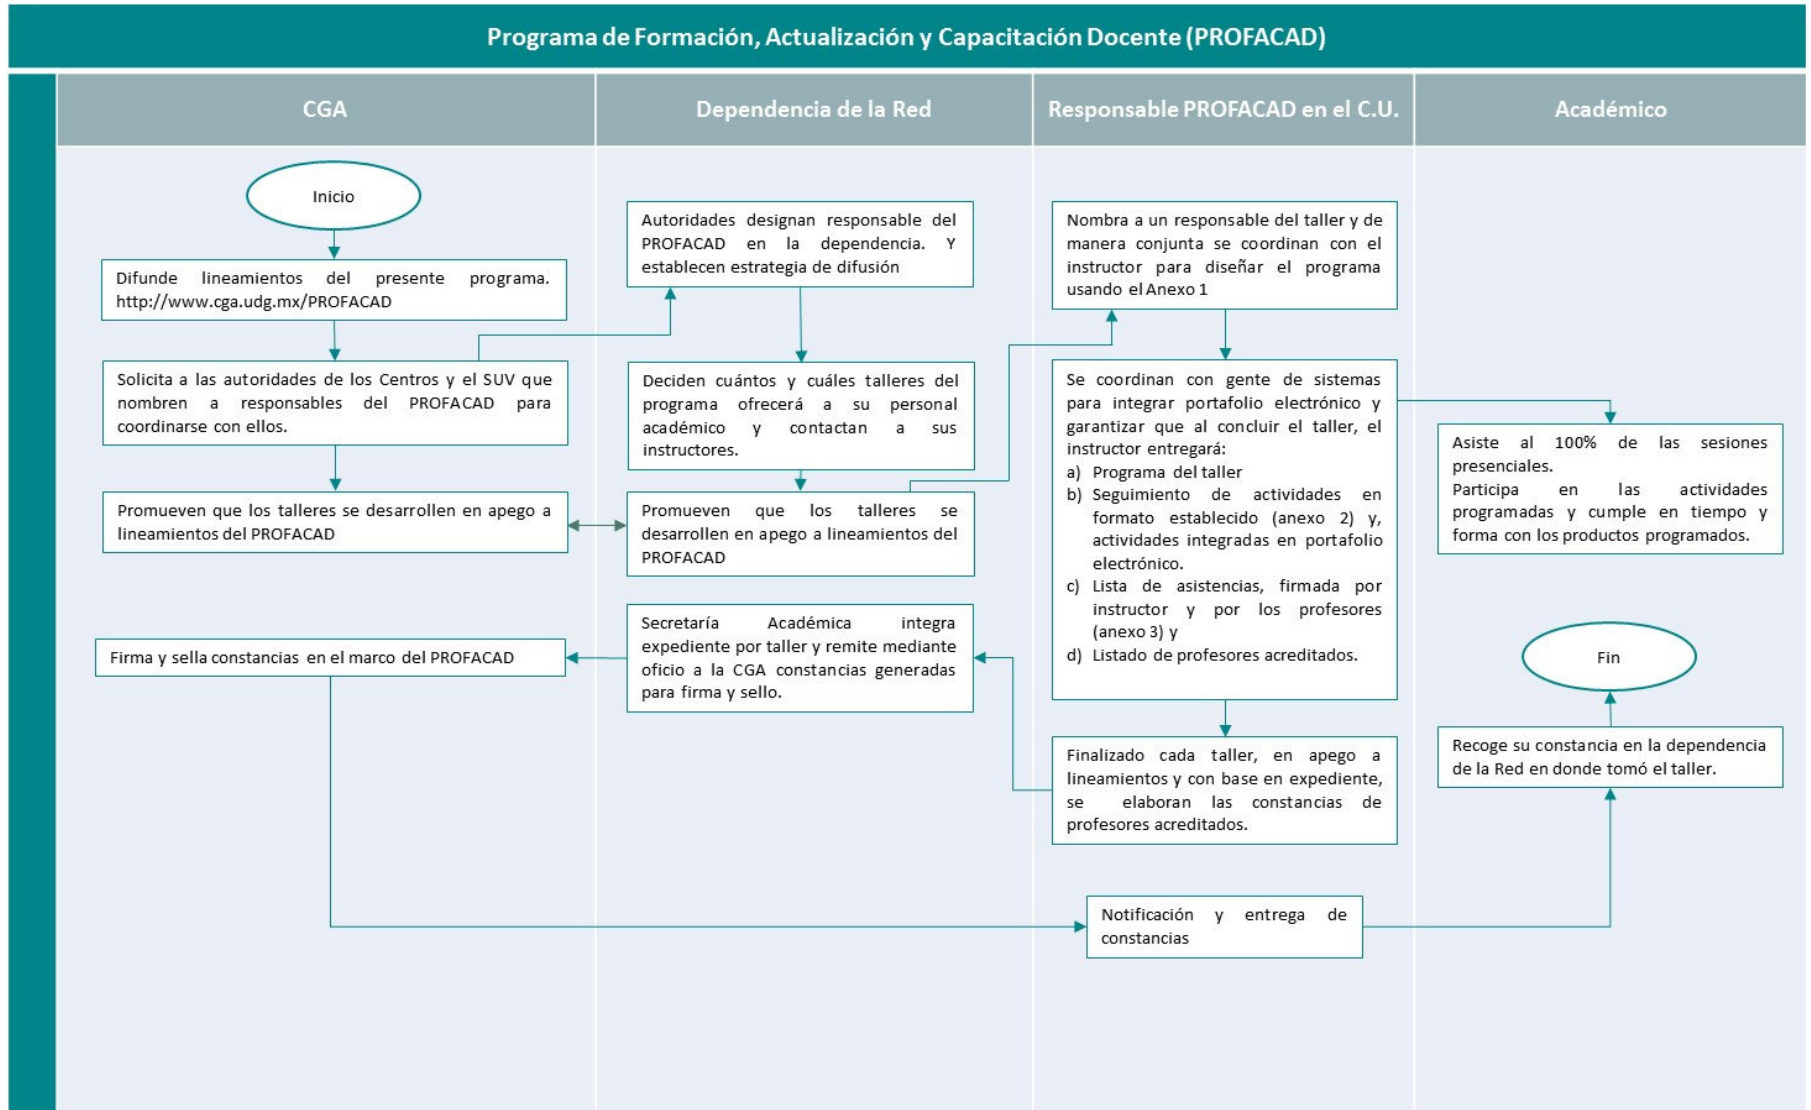 Programa de Formación, Actualización y Capacitación Docente (PROFACAD)
CGA
Dependencia de la Red
Responsable PROFACAD en el C.U.
Académico
Inicio
Difunde lineamientos del presente programa.
http://www.cga.udg.mx/PROFACAD
Solicita a las autoridades de los Centros y el SUV que
nombren a responsables del PROFACAD para
coordinarse con ellos.
Promueven que los talleres se desarrollen en apego a
lineamientos del PROFACAD
Firma y sella constancias en el marco del PROFACAD
Autoridades designan responsable del
PROFACAD en la dependencia. Y
establecen estrategia de difusión
Deciden cuántos y cuáles talleres del
programa ofrecerá a su personal
académico y contactan a sus
instructores.
Promueven que los talleres se
desarrollen en apego a lineamientos del
PROFACAD
Secretaría Académica integra
expediente por taller y remite mediante
oficio a la CGA constancias generadas
para firma y sello.
Nombra a un responsable del taller y de
manera conjunta se coordinan con el
instructor para diseñar el programa
usando el Anexo 1
Se coordinan con gente de sistemas
para integrar portafolio electrónico y
garantizar que al concluir el taller, el
instructor entregará:
a) Programa del taller
b) Seguimiento de actividades en
formato establecido (anexo 2) y,
actividades integradas en portafolio
electrónico.
c) Lista de asistencias, firmada por
instructor y por los profesores
(anexo 3) y
d) Listado de profesores acreditados.
Finalizado cada taller, en apego a
lineamientos y con base en expediente,
se elaboran las constancias de
profesores acreditados.
Notificación y entrega de
constancias
Asiste al 100% de las sesiones
presenciales.
Participa en las actividades
programadas y cumple en tiempo y
forma con los productos programados.
Fin
Recoge su constancia en la dependencia
de la Red en donde tomó el taller.